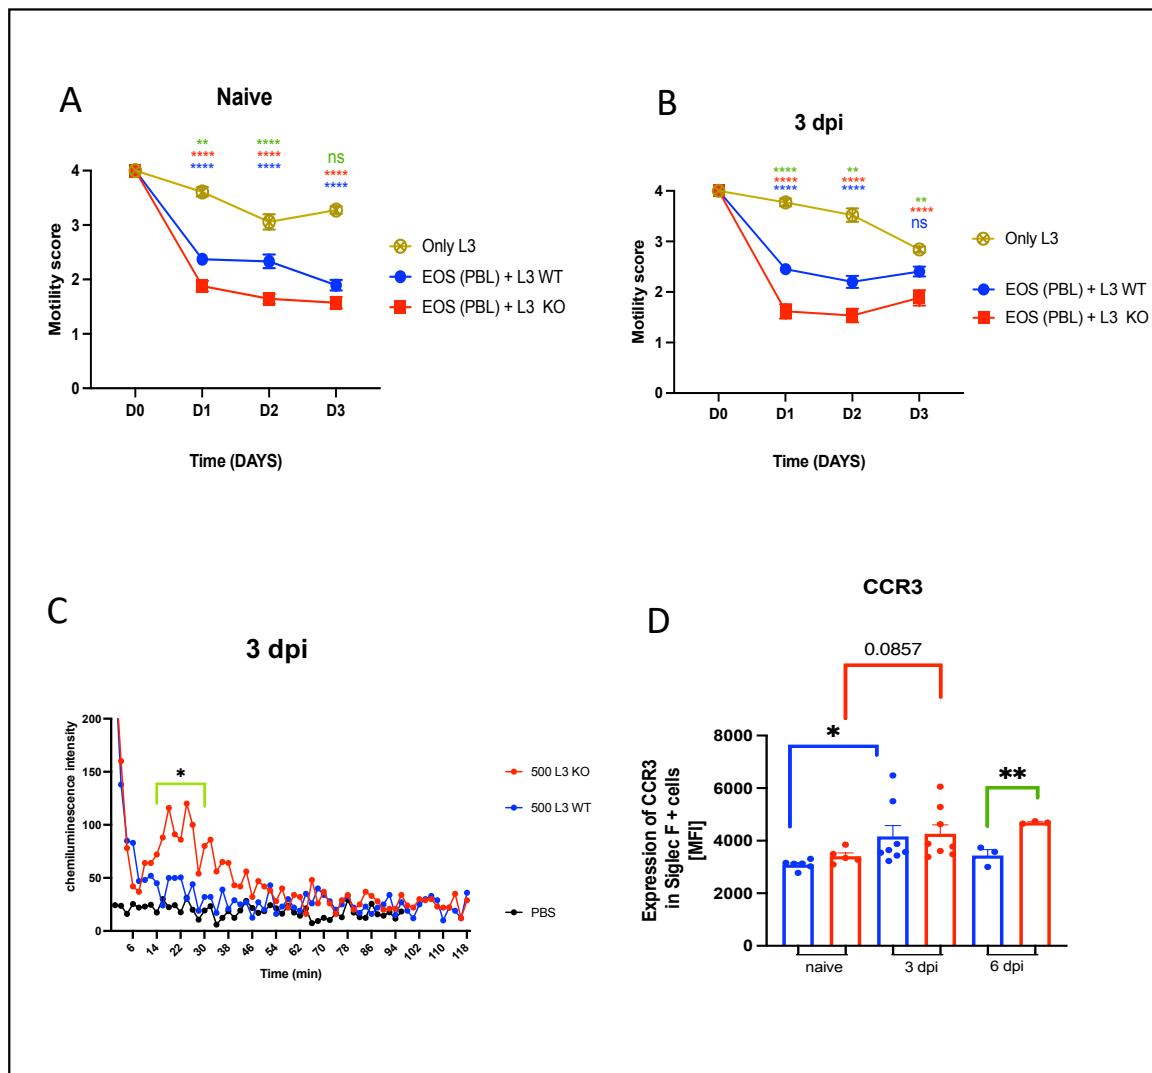 A
Naive
**
****
****
****
****
****
ns
****
****
4
3
2
1
0
Motility score
D0 D1 D2 D3
Time (DAYS)
Only L3
EOS (PBL) + L3 WT
EOS (PBL) + L3 KO
B
3 dpi
****
****
****
**
****
****
**
****
ns
4
3
2
1
0
Motility score
D0 D1 D2 D3
Time (DAYS)
Only L3
EOS (PBL) + L3 WT
EOS (PBL) + L3 KO
C
3 dpi
200
150
100
50
0
chemiluminescence intensity
*
6 14 22 30 38 46 54 62 70 78 86 94 102 110 118
Time (min)
500 L3 KO
500 L3 WT
PBS
D
CCR3
0.0857
*
**
8000
6000
4000
2000
0
Expression of CCR3
in Siglec F + cells
[MFI]
naive 3 dpi 6 dpi